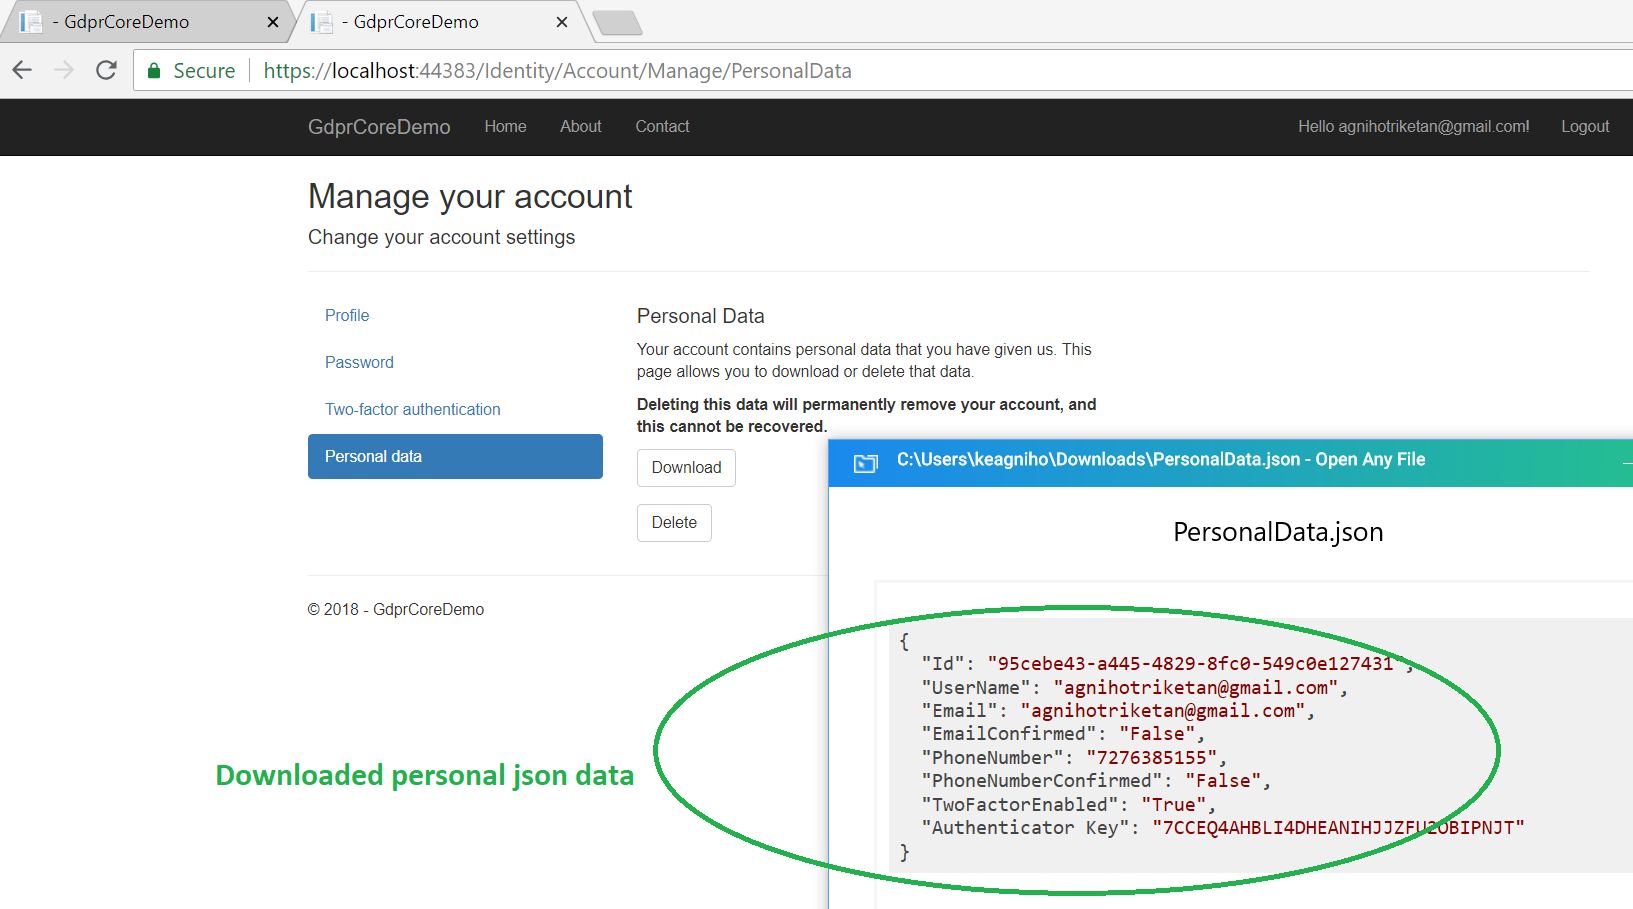 - GdprCoreDemo
- GdprCoreDemo
Secure https://localhost:44383/Identity/Account/Manage/PersonalData
GdprCoreDemo Home About Contact Hello agnihotriketan@gmail.com! Logout
Manage your account
Change your account settings
Profile
Password
Two-factor authentication
Personal data
Personal Data
Your account contains personal data that you have given us. This
page allows you to download or delete that data.
Deleting this data will permanently remove your account, and
this cannot be recovered.
Download
Delete
© 2018 - GdprCoreDemo
C:\Users\keagniho\Downloads\PersonalData.json - Open Any File
PersonalData.json
{
"Id": "95cebe43-a445-4829-8fc0-549c0e127431",
"UserName": "agnihotriketan@gmail.com",
"Email": "agnihotriketan@gmail.com",
"EmailConfirmed": "False",
"PhoneNumber": "7276385155",
"PhoneNumberConfirmed": "False",
"TwoFactorEnabled": "True",
"Authenticator Key": "7CCEQ4AHBLI4DHEANIHJJZFU2OBIPNJT"
}
Downloaded personal json data